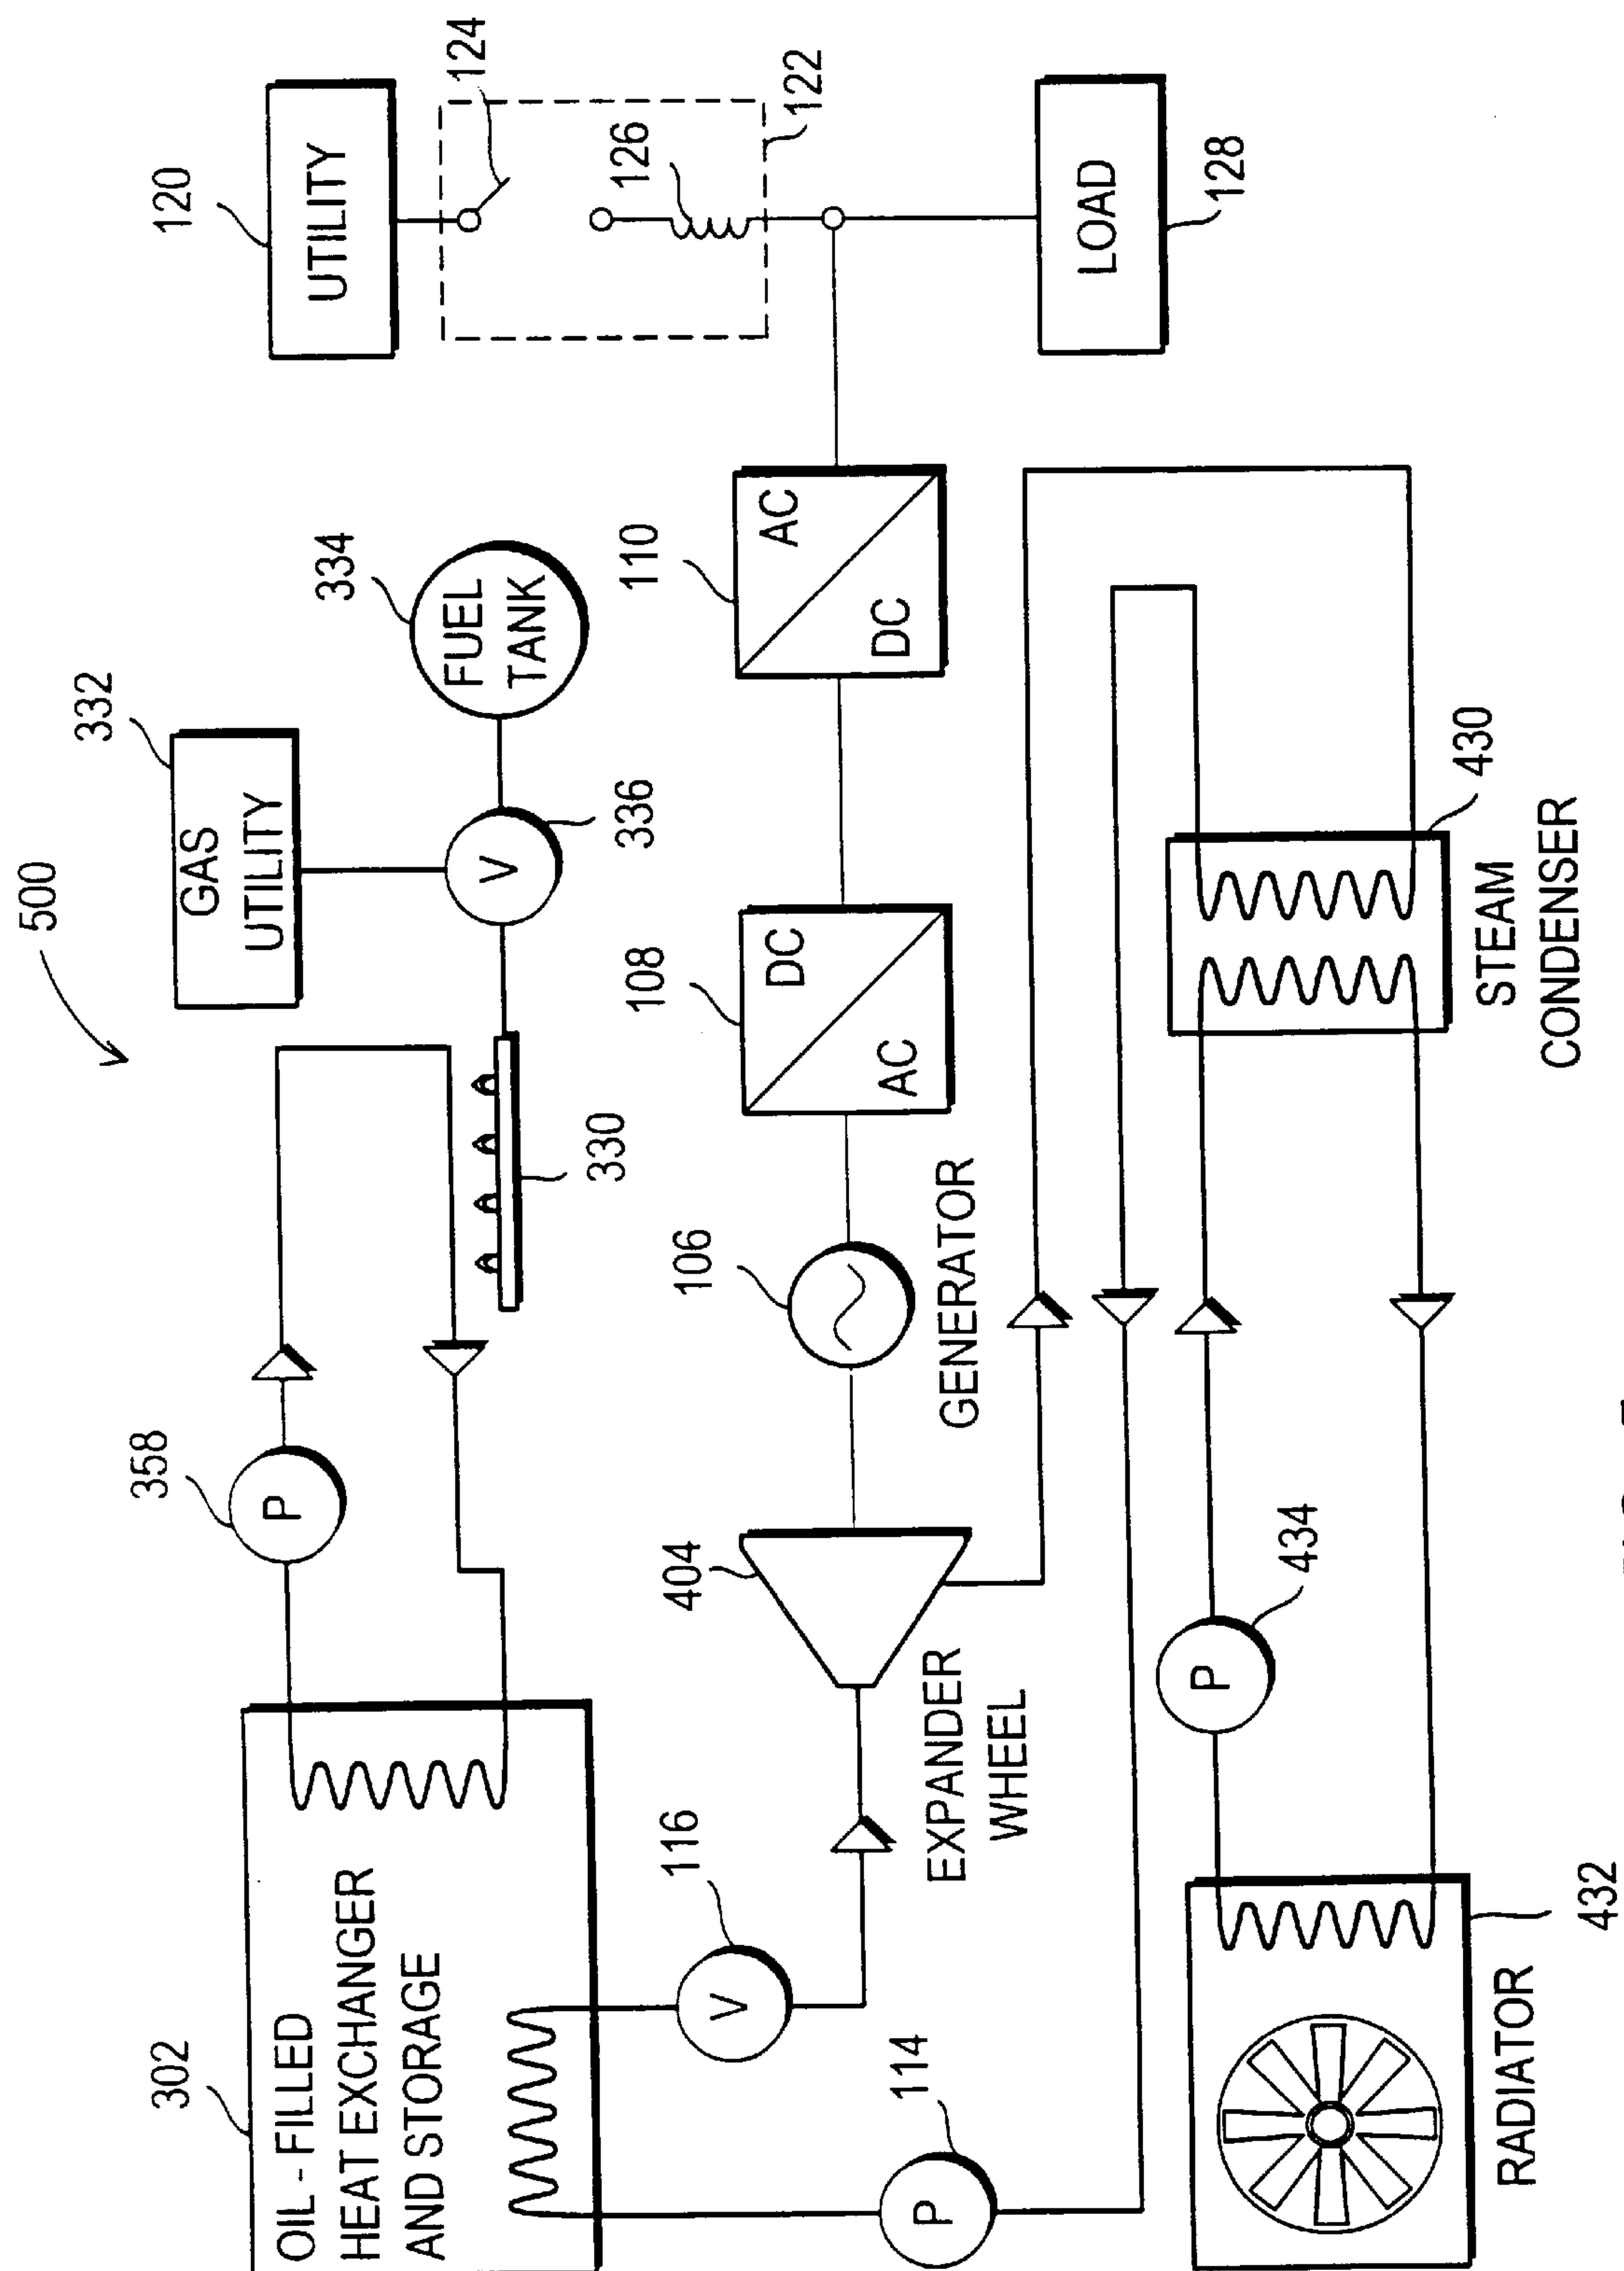 500
332
GAS
UTILITY
334
FUEL
TANK
V
336
330
358
P
302
OIL - FILLED
HEAT EXCHANGER
AND STORAGE
120
UTILITY
124
126
122
LOAD
128
110
AC
DC
108
DC
AC
106
GENERATOR
404
EXPANDER
WHEEL
116
V
114
P
430
STEAM
CONDENSER
434
P
432
RADIATOR